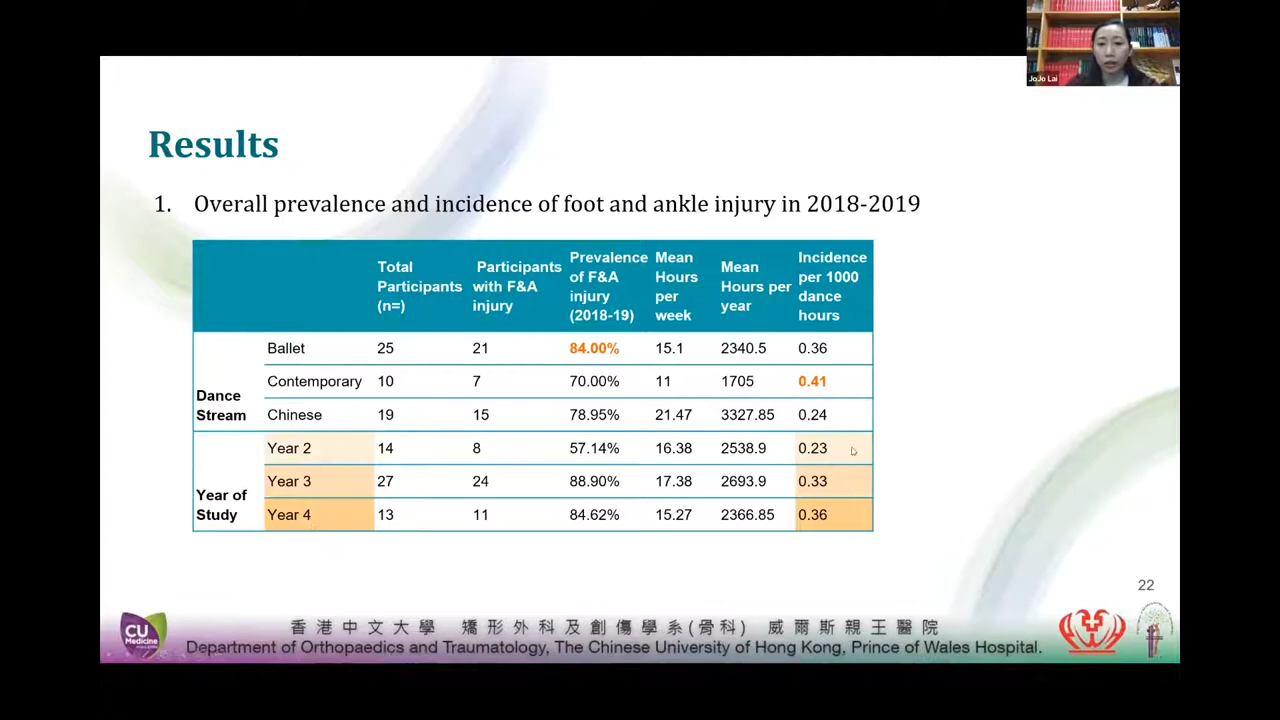 JoJo Lai
Results
1. Overall prevalence and incidence of foot and ankle injury in 2018-2019
Total Participants (n=) Participants with F&A injury Prevalence of F&A injury (2018-19) Mean Hours per week Mean Hours per year Incidence per 1000 dance hours
Dance Stream
Ballet 25 21 84.00% 15.1 2340.5 0.36
Contemporary 10 7 70.00% 11 1705 0.41
Chinese 19 15 78.95% 21.47 3327.85 0.24
Year of Study
Year 2 14 8 57.14% 16.38 2538.9 0.23
Year 3 27 24 88.90% 17.38 2693.9 0.33
Year 4 13 11 84.62% 15.27 2366.85 0.36
22
CU
Medicine
香港中文大學 矯形外科及創傷學系(骨科) 威爾斯親王醫院
Department of Orthopaedics and Traumatology, The Chinese University of Hong Kong, Prince of Wales Hospital.